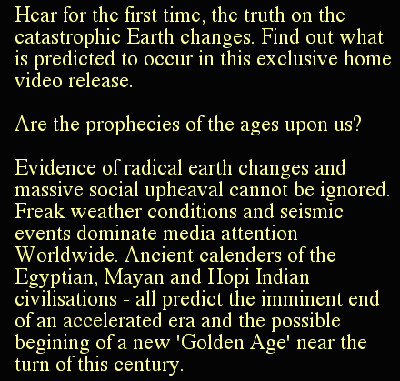 Hear for the first time, the truth on the
catastrophic Earth changes. Find out what
is predicted to occur in this exclusive home
video release.
Are the prophecies of the ages upon us?
Evidence of radical earth changes and
massive social upheaval cannot be ignored.
Freak weather conditions and seismic
events dominate media attention
Worldwide. Ancient calenders of the
Egyptian, Mayan and Hopi Indian
civilisations - all predict the imminent end
of an accelerated era and the possible
begining of a new 'Golden Age' near the
turn of this century.